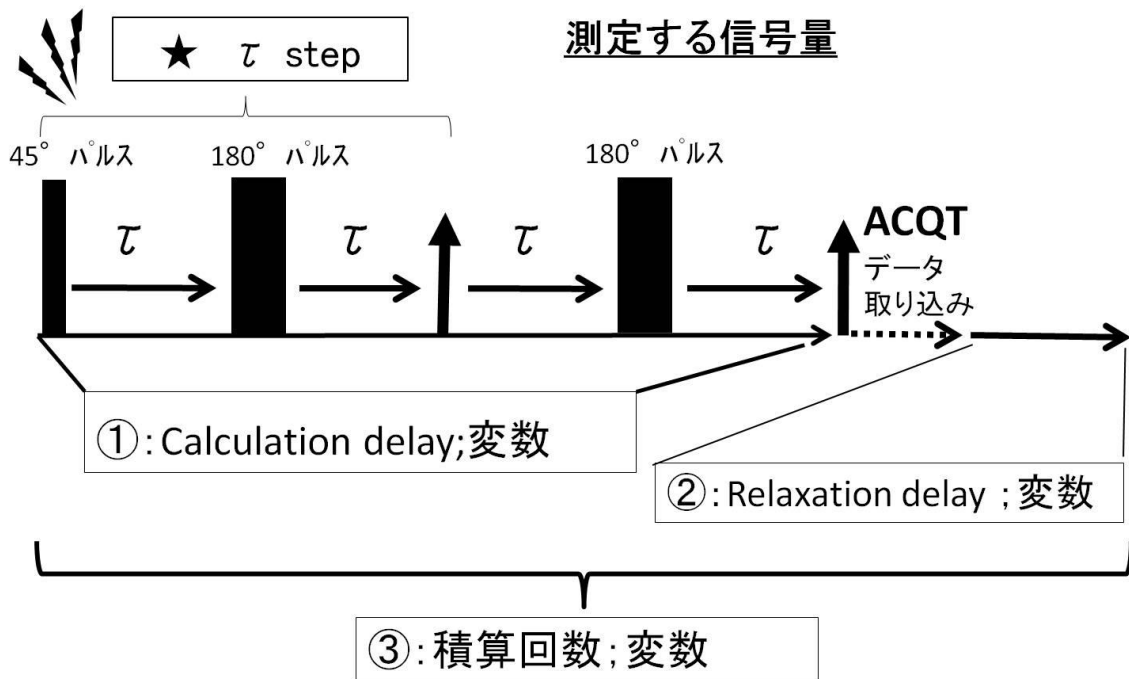 測定する信号量
★ τ step
45° パルス
180° パルス
180° パルス
τ
τ
τ
τ
ACQT
データ
取り込み
①:Calculation delay;変数
②:Relaxation delay ;変数
③:積算回数;変数